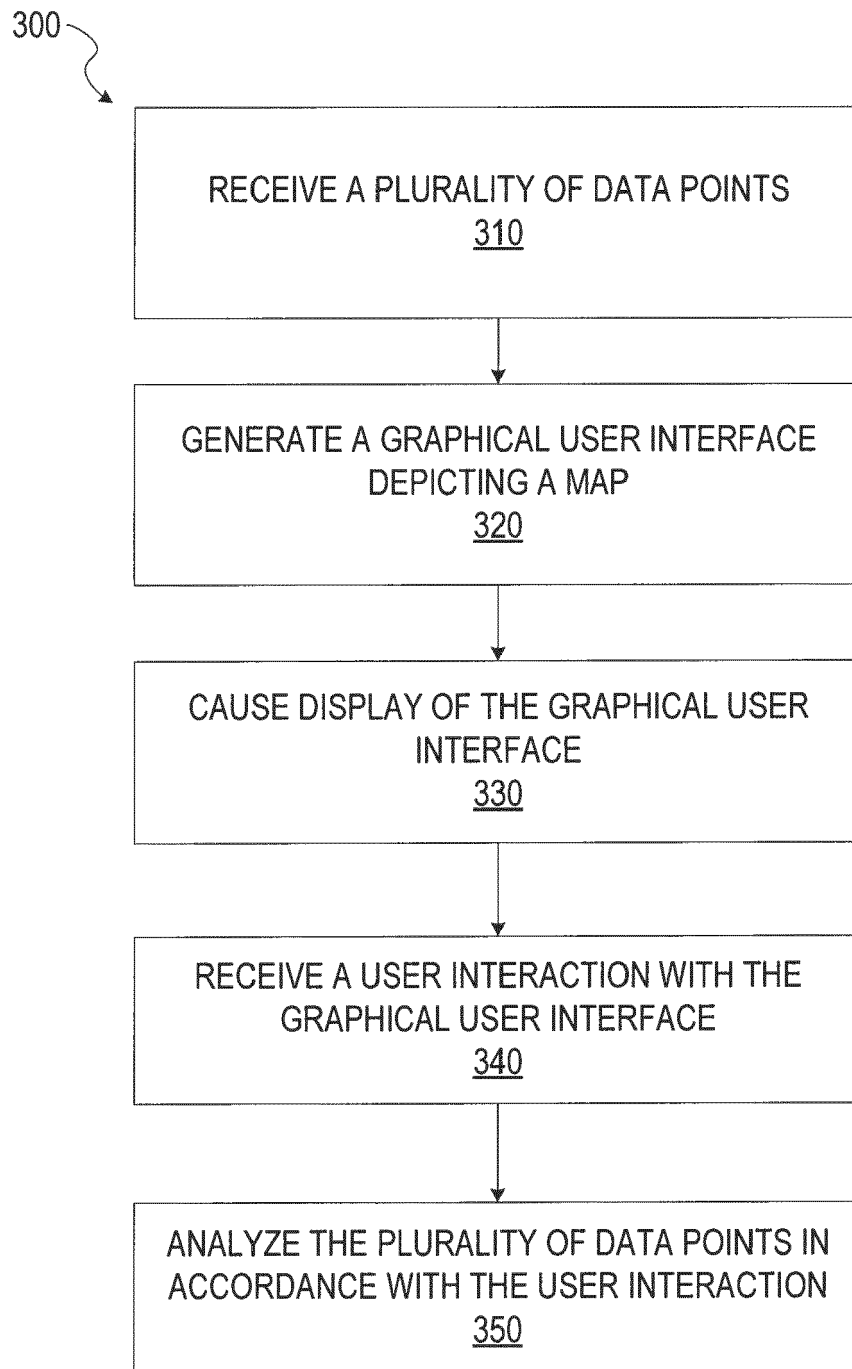 300
RECEIVE A PLURALITY OF DATA POINTS
310
GENERATE A GRAPHICAL USER INTERFACE
DEPICTING A MAP
320
CAUSE DISPLAY OF THE GRAPHICAL USER
INTERFACE
330
RECEIVE A USER INTERACTION WITH THE
GRAPHICAL USER INTERFACE
340
ANALYZE THE PLURALITY OF DATA POINTS IN
ACCORDANCE WITH THE USER INTERACTION
350